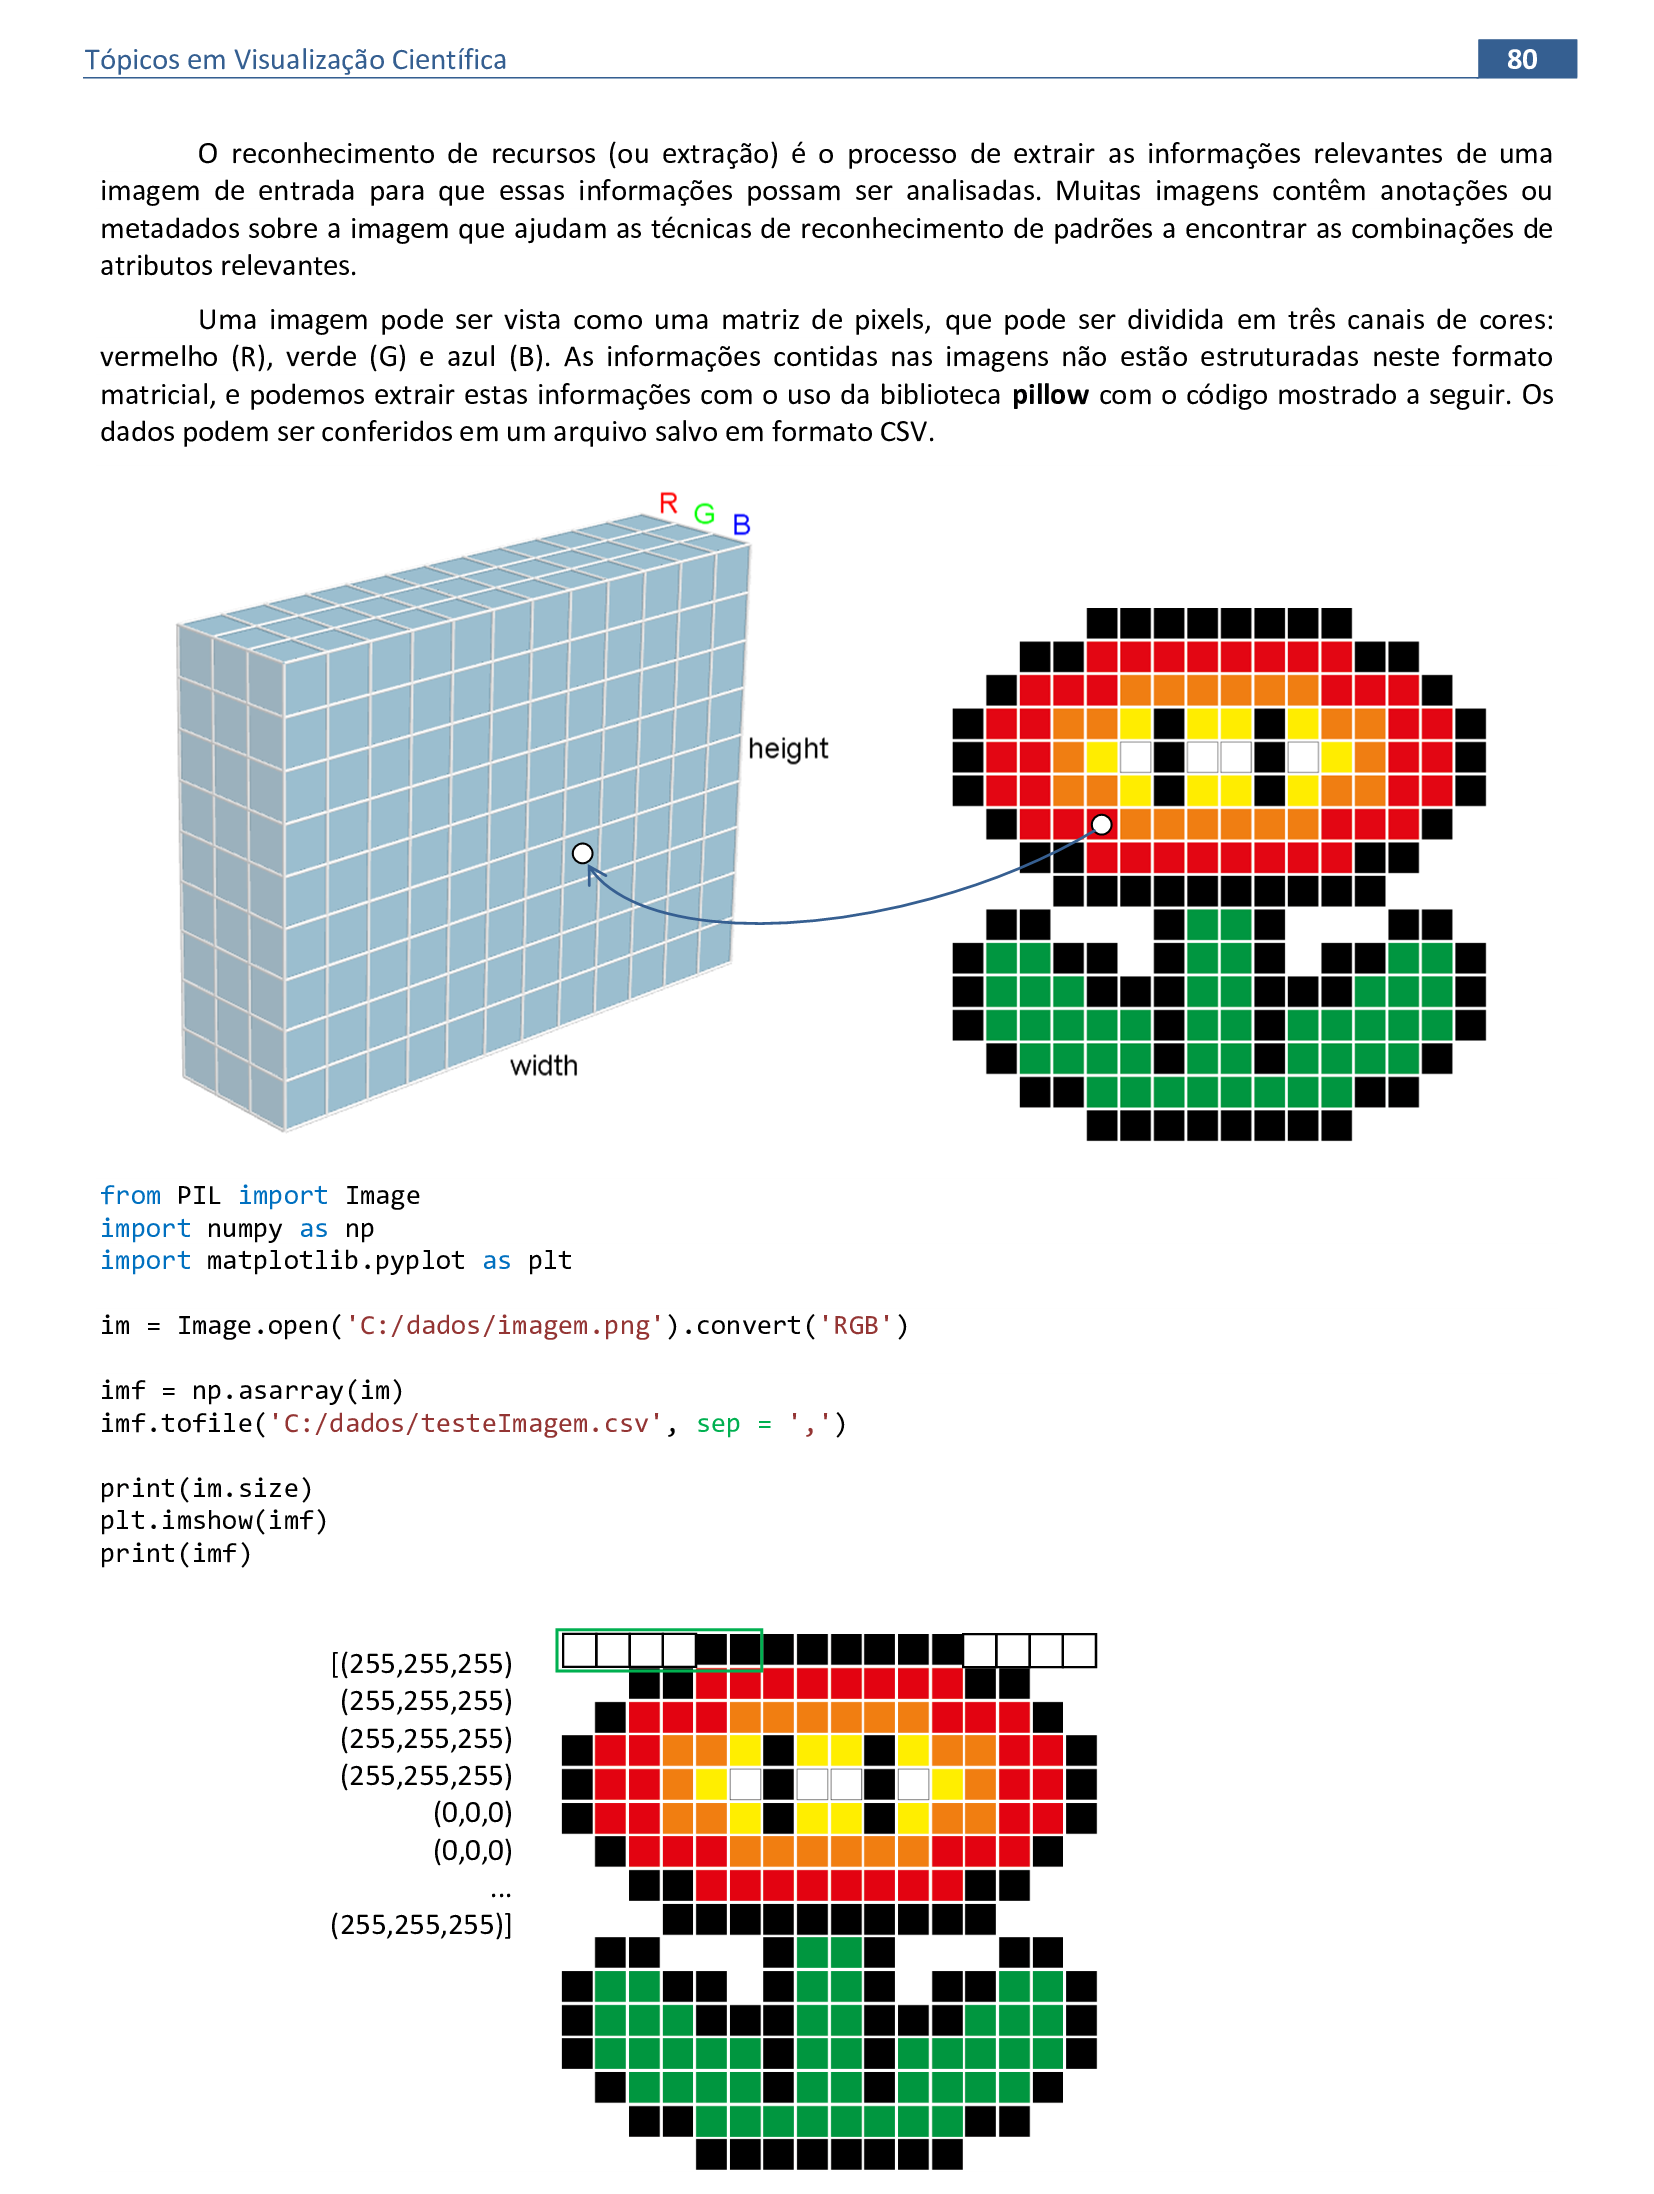 Tópicos em Visualização Científica
80
O reconhecimento de recursos (ou extração) é o processo de extrair as informações relevantes de uma
imagem de entrada para que essas informações possam ser analisadas. Muitas imagens contêm anotações ou
metadados sobre a imagem que ajudam as técnicas de reconhecimento de padrões a encontrar as combinações de
atributos relevantes.
Uma imagem pode ser vista como uma matriz de pixels, que pode ser dividida em três canais de cores:
vermelho (R), verde (G) e azul (B). As informações contidas nas imagens não estão estruturadas neste formato
matricial, e podemos extrair estas informações com o uso da biblioteca pillow com o código mostrado a seguir. Os
dados podem ser conferidos em um arquivo salvo em formato CSV.
R
G
B
height
width
from PIL import Image
import numpy as np
import matplotlib.pyplot as plt
im = Image.open('C:/dados/imagem.png').convert('RGB')
imf = np.asarray(im)
imf.tofile('C:/dados/testeImagem.csv', sep = ',')
print(im.size)
plt.imshow(imf)
print(imf)
[(255,255,255)
(255,255,255)
(255,255,255)
(255,255,255)
(0,0,0)
(0,0,0)
...
(255,255,255)]